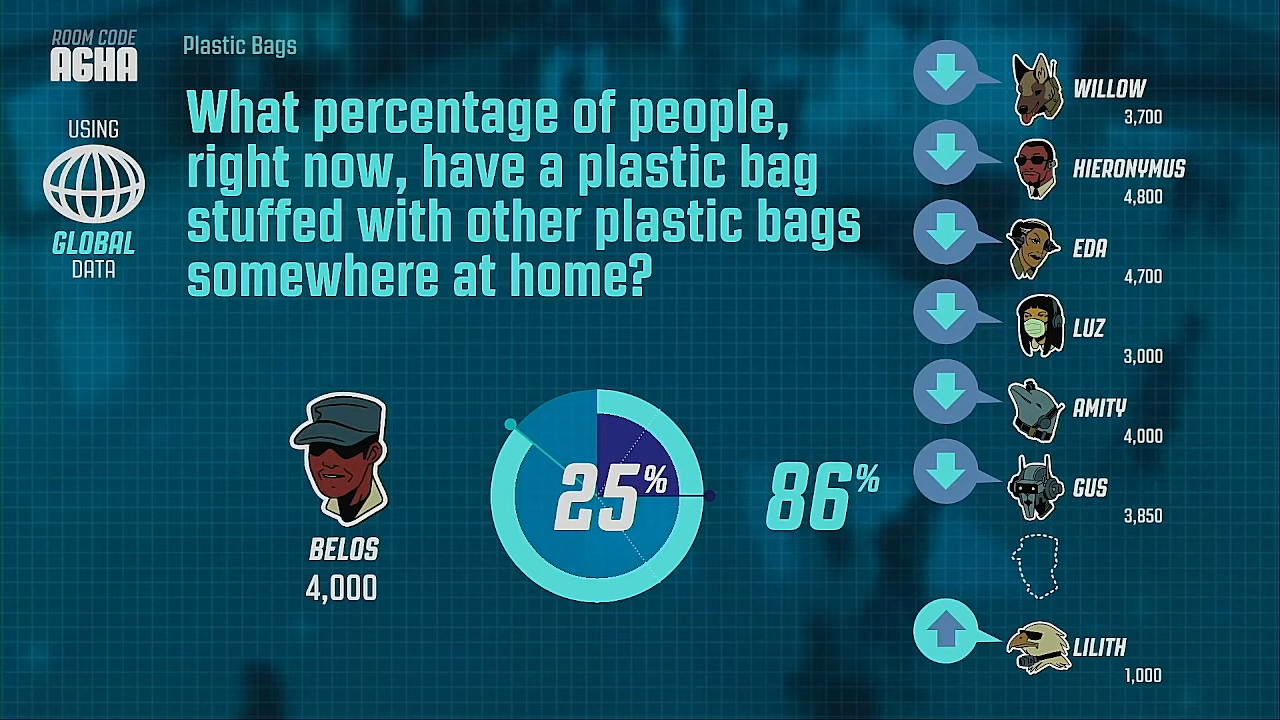 ROOM CODE
AGHA
USING
GLOBAL
DATA
Plastic Bags
What percentage of people,
right now, have a plastic bag
stuffed with other plastic bags
somewhere at home?
BELOS
4,000
25%
86%
WILLOW
3,700
HIERONYMUS
4,800
EDA
4,700
LUZ
3,000
AMITY
4,000
GUS
3,850
LILITH
1,000